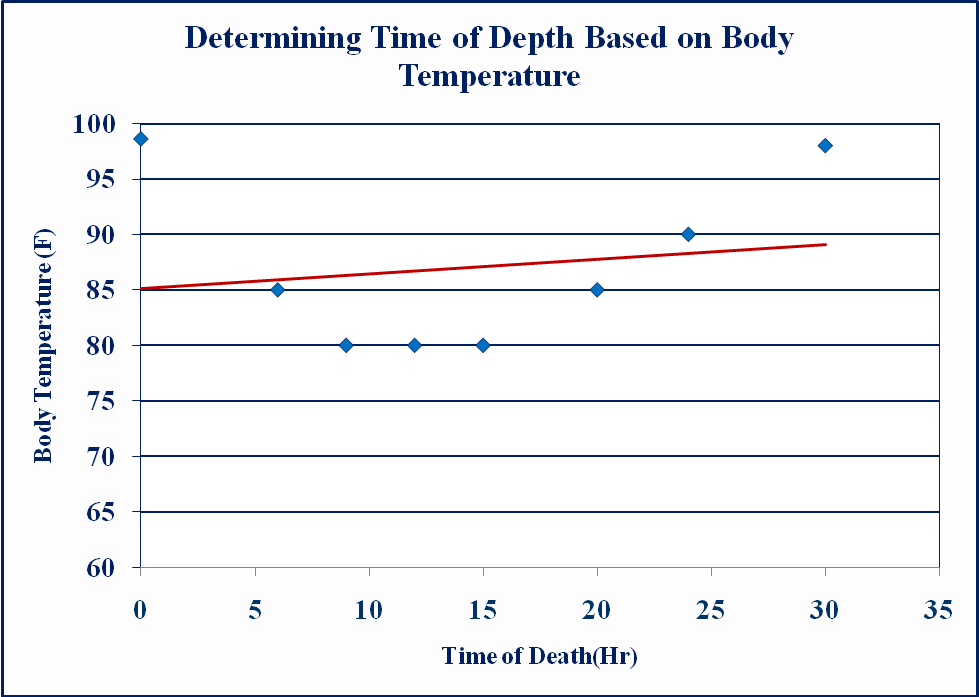 Determining Time of Depth Based on Body
Temperature
100
95
90
85
80
75
70
65
60
0 5 10 15 20 25 30 35
Body Temperature (F)
Time of Death(Hr)